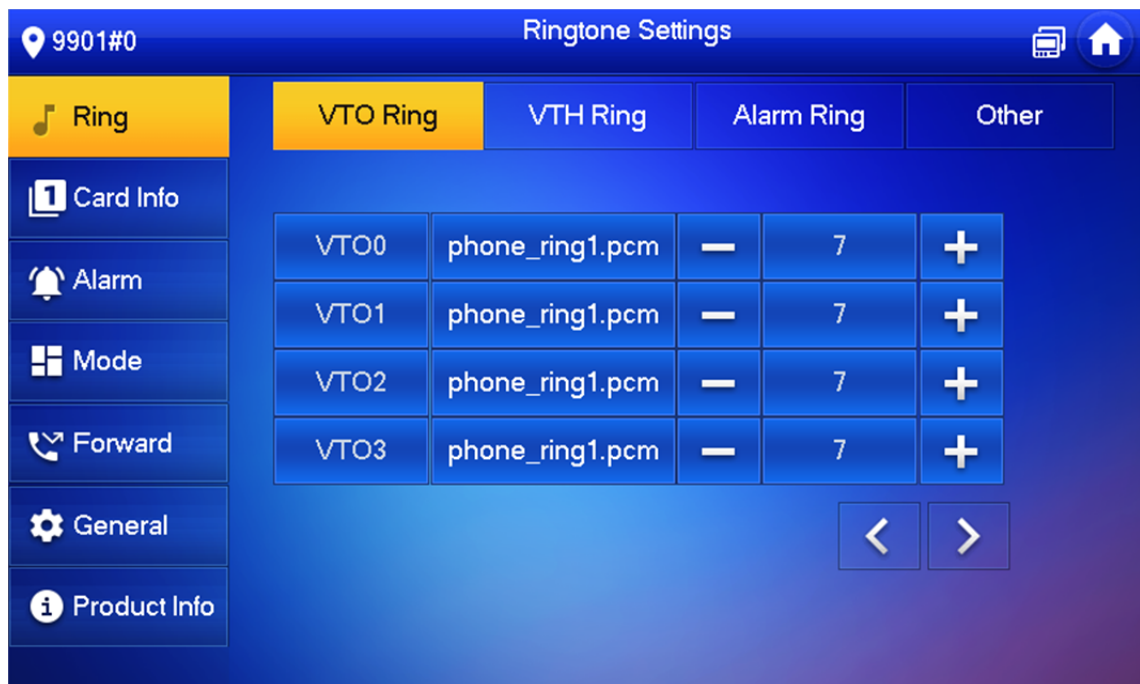 9901#0
Ringtone Settings
Ring
VTO Ring
VTH Ring
Alarm Ring
Other
1 Card Info
Alarm
Mode
Forward
General
i Product Info
VTO0 phone_ring1.pcm − 7 +
VTO1 phone_ring1.pcm − 7 +
VTO2 phone_ring1.pcm − 7 +
VTO3 phone_ring1.pcm − 7 +
< >